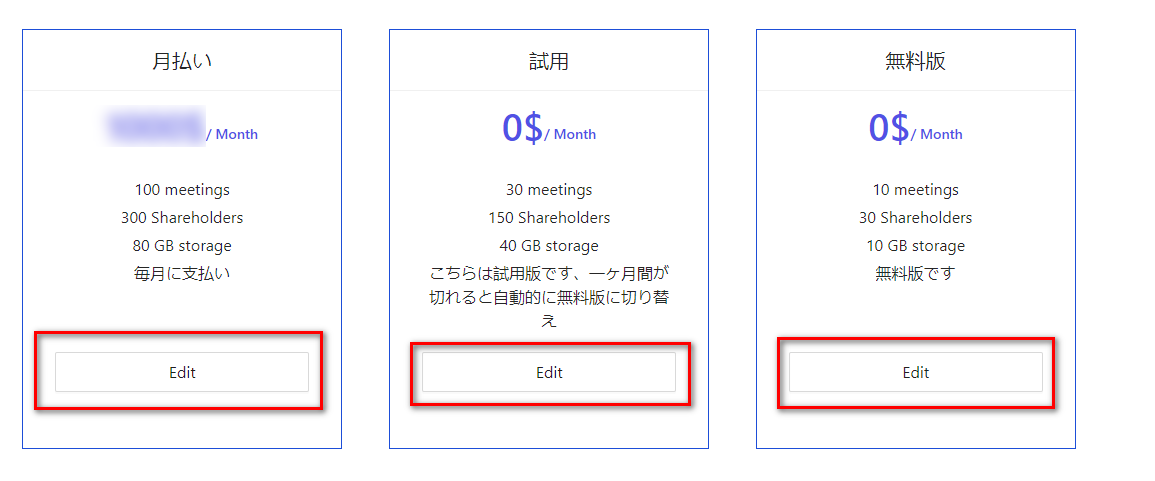 月払い
/ Month
100 meetings
300 Shareholders
80 GB storage
毎月に支払い
Edit
試用
0$/ Month
30 meetings
150 Shareholders
40 GB storage
こちらは試用版です、一ヶ月間が
切れると自動的に無料版に切り替
え
Edit
無料版
0$/ Month
10 meetings
30 Shareholders
10 GB storage
無料版です
Edit